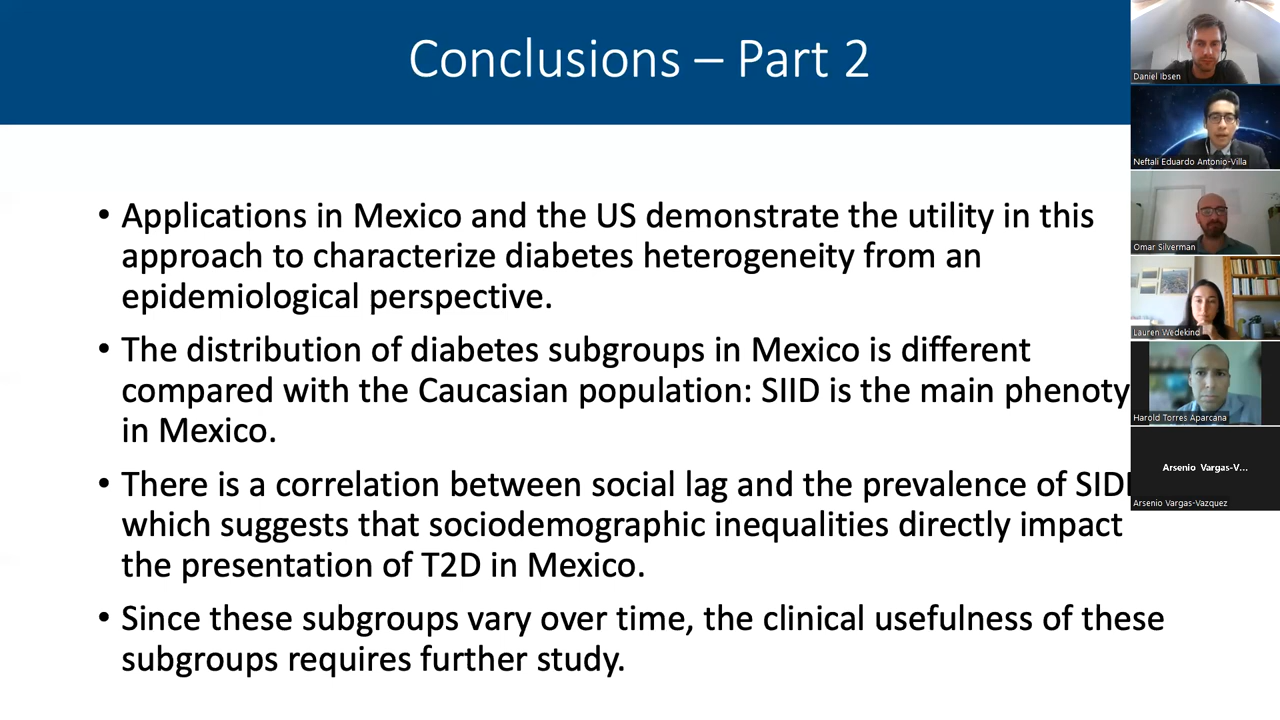 Conclusions – Part 2
• Applications in Mexico and the US demonstrate the utility in this
approach to characterize diabetes heterogeneity from an
epidemiological perspective.
• The distribution of diabetes subgroups in Mexico is different
compared with the Caucasian population: SIID is the main phenoty
in Mexico.
• There is a correlation between social lag and the prevalence of
which suggests that sociodemographic inequalities directly impact
the presentation of T2D in Mexico.
• Since these subgroups vary over time, the clinical usefulness of these
subgroups requires further study.
Daniel Ibsen
Neftali Eduardo Antonio-Villa
Omar Silverman
Lauren Wedekind
Harold Torres Aparcana
Arsenio Vargas-V...
Arsenio Vargas-Vazquez